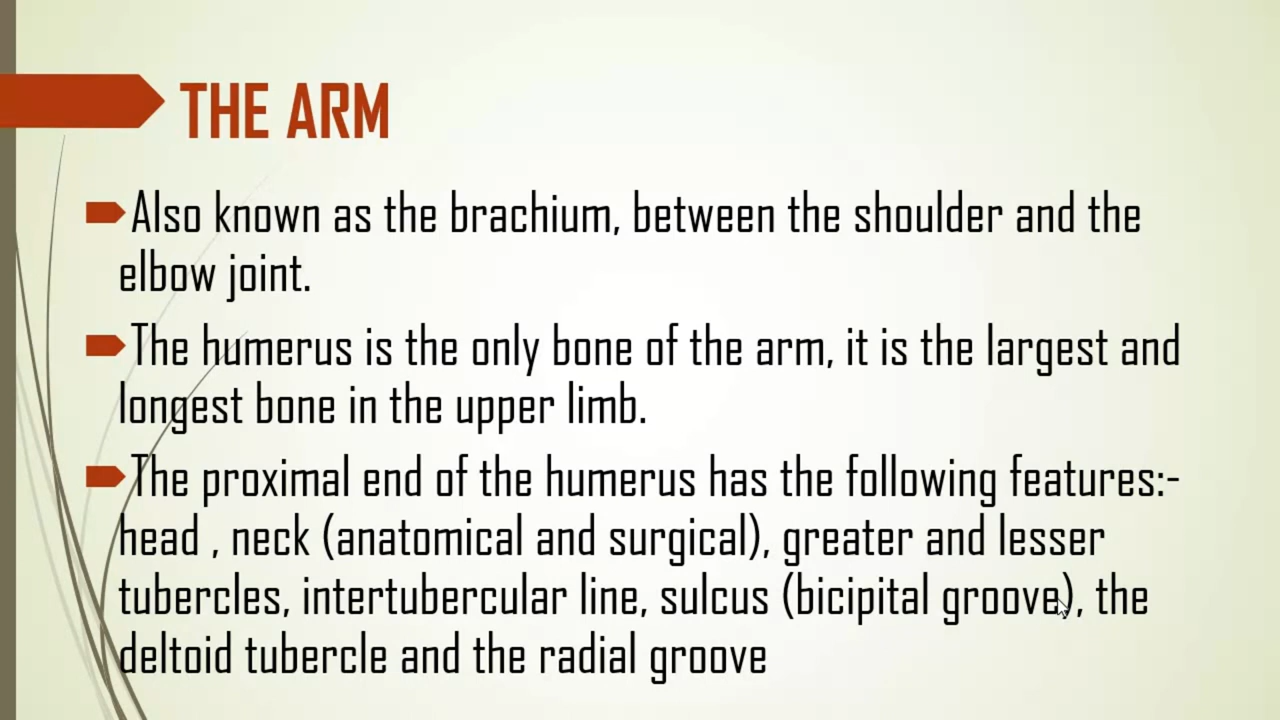 THE ARM
Also known as the brachium, between the shoulder and the
elbow joint.
The humerus is the only bone of the arm, it is the largest and
longest bone in the upper limb.
The proximal end of the humerus has the following features:-
head , neck (anatomical and surgical), greater and lesser
tubercles, intertubercular line, sulcus (bicipital groove), the
deltoid tubercle and the radial groove